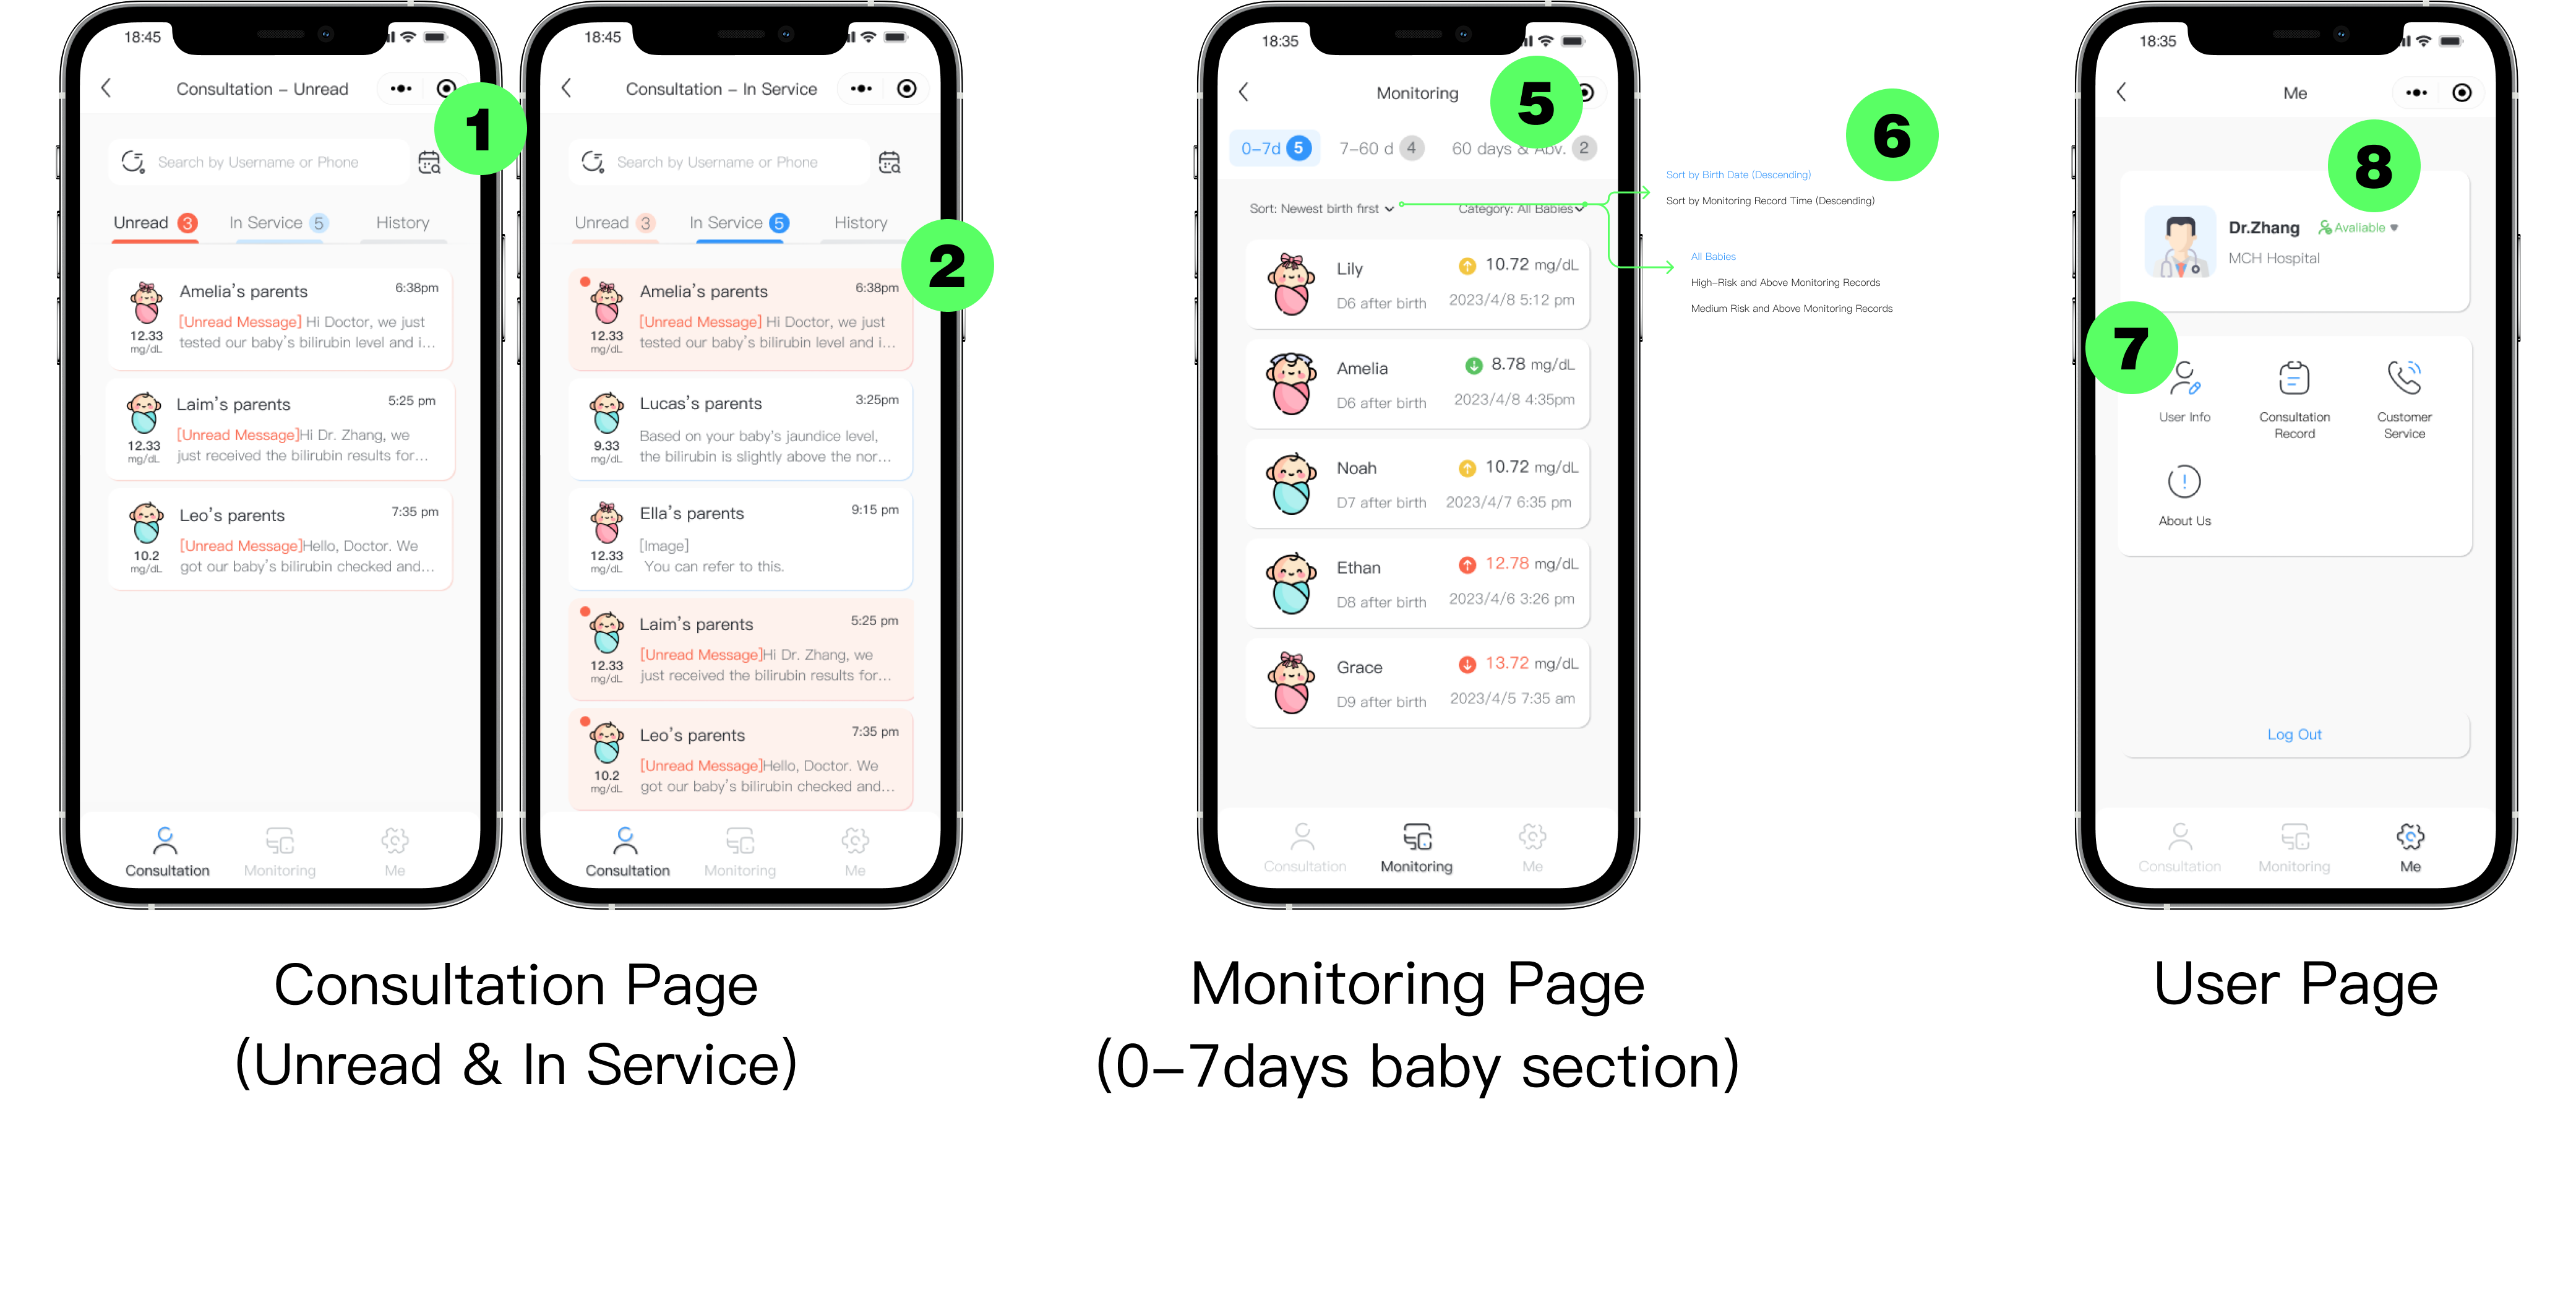 18:45
Consultation – Unread
1
Search by Username or Phone
Unread 3 In Service 5 History
Amelia's parents 6:38pm
[Unread Message] Hi Doctor, we just
tested our baby's bilirubin level and i...
12.33
mg/dL
Laim's parents 5:25 pm
[Unread Message]Hi Dr. Zhang, we
just received the bilirubin results for...
12.33
mg/dL
Leo's parents 7:35 pm
[Unread Message]Hello, Doctor. We
got our baby's bilirubin checked and...
10.2
mg/dL
Consultation Monitoring Me
18:45
Consultation – In Service
Search by Username or Phone
Unread 3 In Service 5 History
2
Amelia's parents 6:38pm
[Unread Message] Hi Doctor, we just
tested our baby's bilirubin level and i...
12.33
mg/dL
Lucas's parents 3:25pm
Based on your baby's jaundice level,
the bilirubin is slightly above the nor...
9.33
mg/dL
Ella's parents 9:15 pm
[Image]
You can refer to this.
12.33
mg/dL
Laim's parents 5:25 pm
[Unread Message]Hi Dr. Zhang, we
just received the bilirubin results for...
12.33
mg/dL
Leo's parents 7:35 pm
[Unread Message]Hello, Doctor. We
got our baby's bilirubin checked and...
10.2
mg/dL
Consultation Monitoring Me
Consultation Page
(Unread & In Service)
18:35
Monitoring
5
0–7d 5 7–60 d 4 60 days & Abv. 2
Sort: Newest birth first Category: All Babies
Lily 10.72 mg/dL
D6 after birth 2023/4/8 5:12 pm
Amelia 8.78 mg/dL
D6 after birth 2023/4/8 4:35pm
Noah 10.72 mg/dL
D7 after birth 2023/4/7 6:35 pm
Ethan 12.78 mg/dL
D8 after birth 2023/4/6 3:26 pm
Grace 13.72 mg/dL
D9 after birth 2023/4/5 7:35 am
Consultation Monitoring Me
6
Sort by Birth Date (Descending)
Sort by Monitoring Record Time (Descending)
All Babies
High–Risk and Above Monitoring Records
Medium Risk and Above Monitoring Records
Monitoring Page
(0–7days baby section)
18:35
Me
8
Dr.Zhang Avaliable
MCH Hospital
7
User Info
Consultation
Record
Customer
Service
About Us
Log Out
Consultation Monitoring Me
User Page